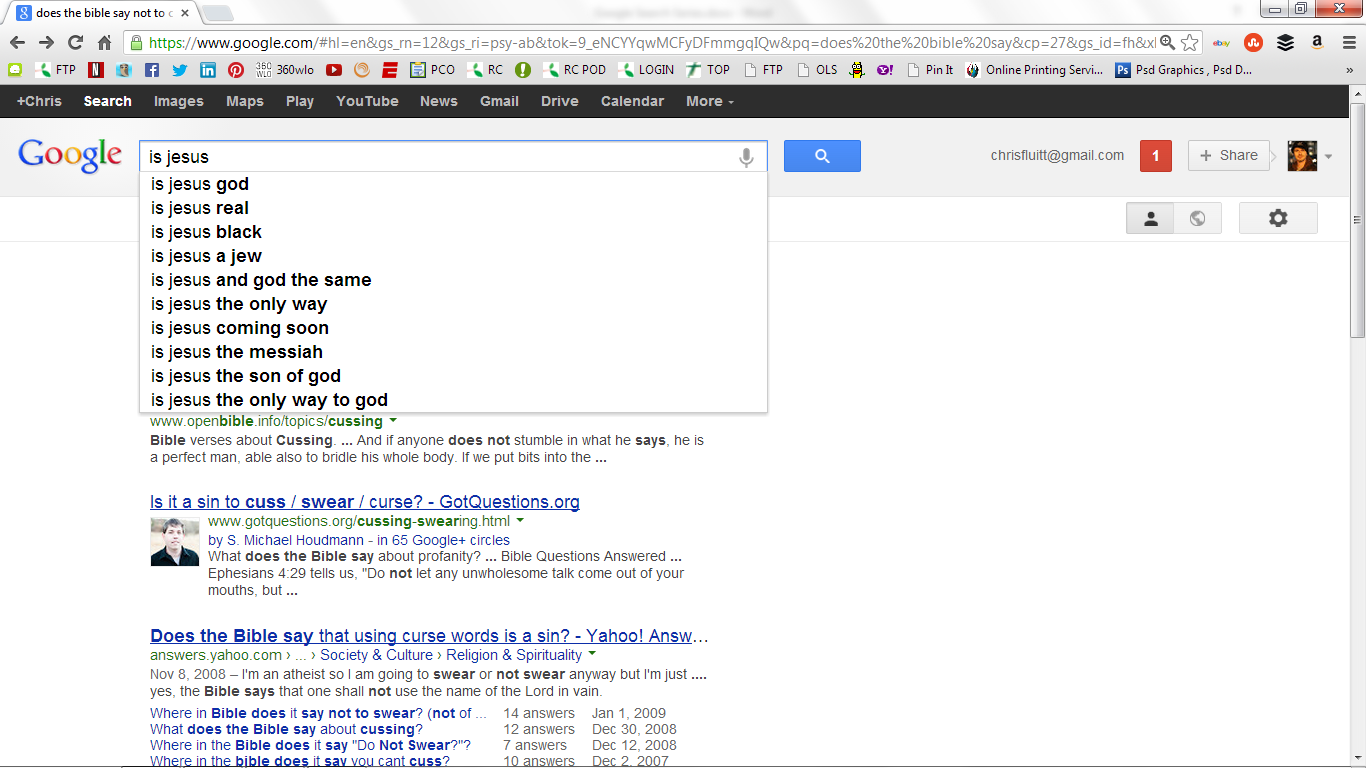 does the bible say not to c
https://www.google.com/#hl=en&gs_rn=12&gs_ri=psy-ab&tok=9_eNCYYqwMCFyDFmmgqIQw&pq=does%20the%20bible%20say&cp=27&gs_id=fh&xl
FTP PCO RC RC POD LOGIN TOP FTP OLS Pin It Online Printing Servi... Psd Graphics , Psd D... »
360wlo
+Chris Search Images Maps Play YouTube News Gmail Drive Calendar More
Google is jesus chrisfluitt@gmail.com 1 + Share
is jesus god
is jesus real
is jesus black
is jesus a jew
is jesus and god the same
is jesus the only way
is jesus coming soon
is jesus the messiah
is jesus the son of god
is jesus the only way to god
www.openbible.info/topics/cussing
Bible verses about Cussing. ... And if anyone does not stumble in what he says, he is
a perfect man, able also to bridle his whole body. If we put bits into the ...
Is it a sin to cuss / swear / curse? - GotQuestions.org
www.gotquestions.org/cussing-swearing.html
by S. Michael Houdmann - in 65 Google+ circles
What does the Bible say about profanity? ... Bible Questions Answered ...
Ephesians 4:29 tells us, "Do not let any unwholesome talk come out of your
mouths, but ...
Does the Bible say that using curse words is a sin? - Yahoo! Answ...
answers.yahoo.com › ... › Society & Culture › Religion & Spirituality
Nov 8, 2008 – I'm an atheist so I am going to swear or not swear anyway but I'm just ....
yes, the Bible says that one shall not use the name of the Lord in vain.
Where in Bible does it say not to swear? (not of ... 14 answers Jan 1, 2009
What does the Bible say about cussing? 12 answers Dec 30, 2008
Where in the Bible does it say "Do Not Swear?"? 7 answers Dec 12, 2008
Where in the bible does it say you cant cuss? 10 answers Dec 2, 2007